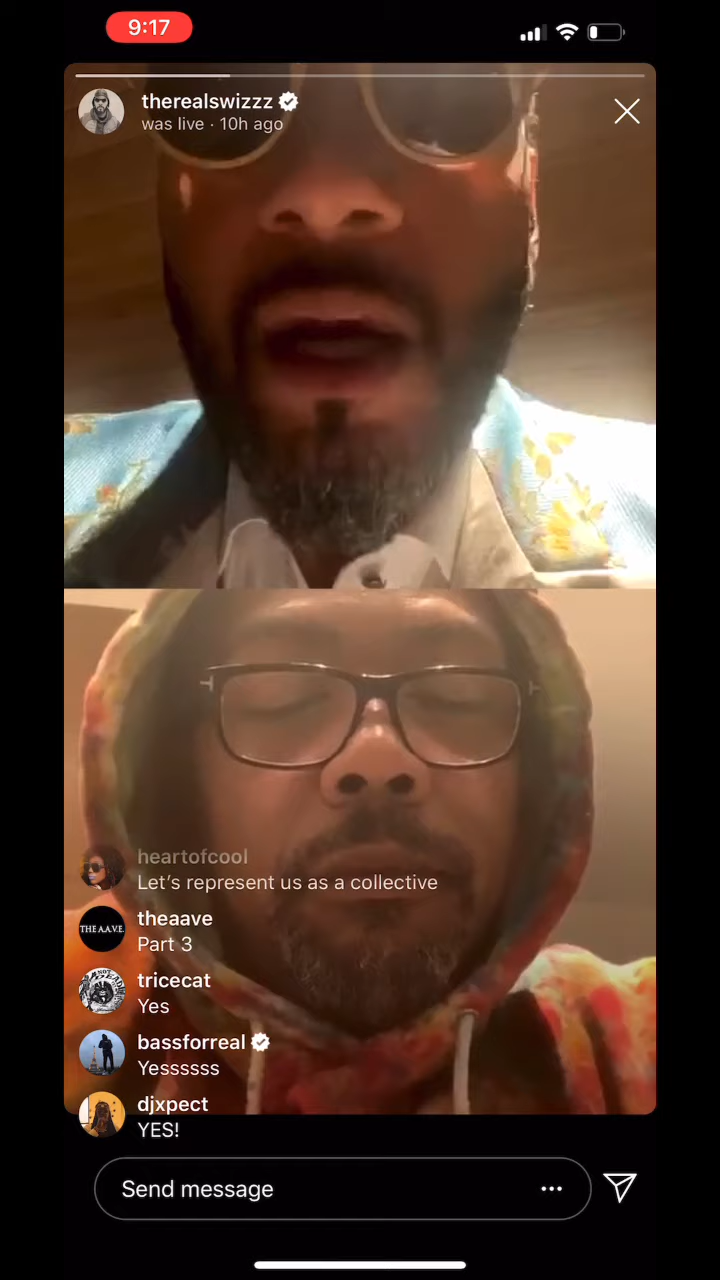 9:17
therealswizzz
was live · 10h ago
heartofcool
Let's represent us as a collective
THE A.A.V.E.
theaave
Part 3
tricecat
Yes
bassforreal
Yessssss
djxpect
YES!
Send message